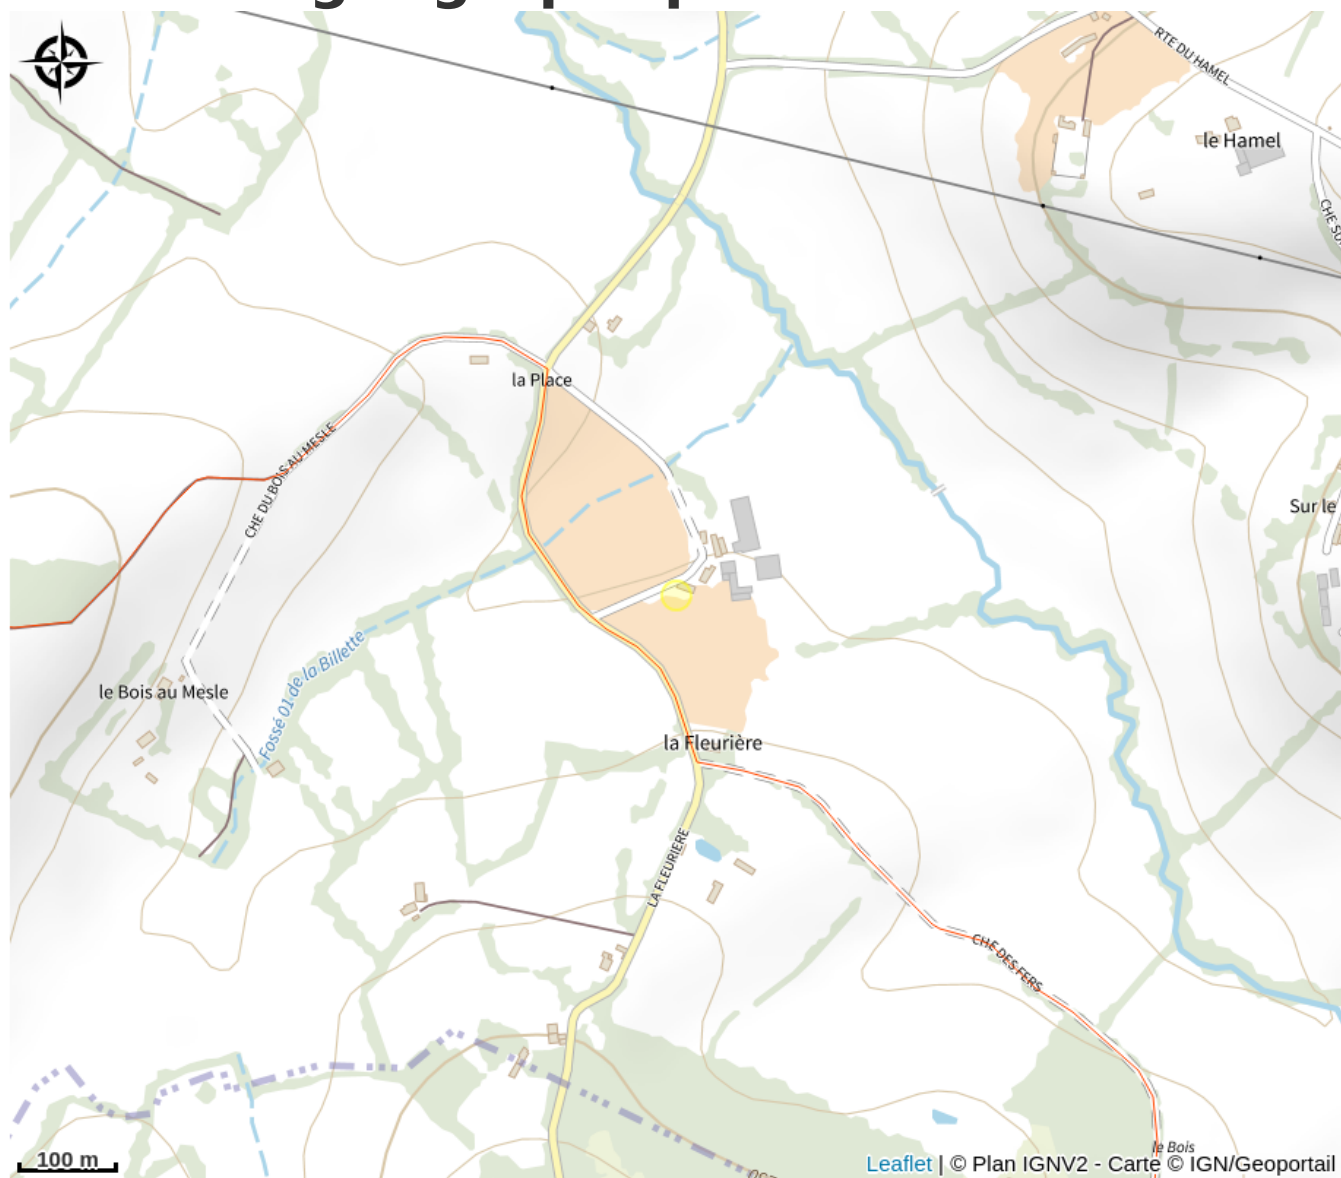 RTE DU HAMEL
le Hamel
CHE SU
la Place
CHE DU BOIS AU MESLE
Sur le
Fossé 01 de la Billette
le Bois au Mesle
la Fleurière
LA FLEURIERE
CHE DES FERS
le Bois
100 m
Leaflet | © Plan IGNV2 - Carte © IGN/Geoportail